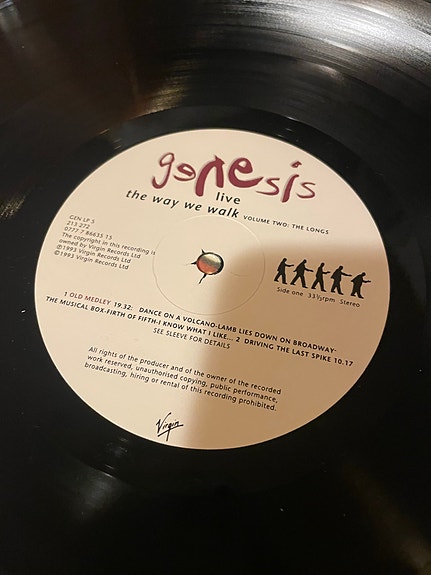 genesis
live
the way we walk VOLUME TWO: THE LONGS
GEN LP 5
213 272
0777 7 86635 15
The copyright in this recording is
owned by Virgin Records Ltd
℗1993 Virgin Records Ltd
©1993 Virgin Records Ltd
Side one 33⅓rpm Stereo
1 OLD MEDLEY 19.32: DANCE ON A VOLCANO-LAMB LIES DOWN ON BROADWAY-
THE MUSICAL BOX-FIRTH OF FIFTH-I KNOW WHAT I LIKE... 2 DRIVING THE LAST SPIKE 10.17
SEE SLEEVE FOR DETAILS
All rights of the producer and of the owner of the recorded
work reserved, unauthorised copying, public performance,
broadcasting, hiring or rental of this recording prohibited.
Virgin